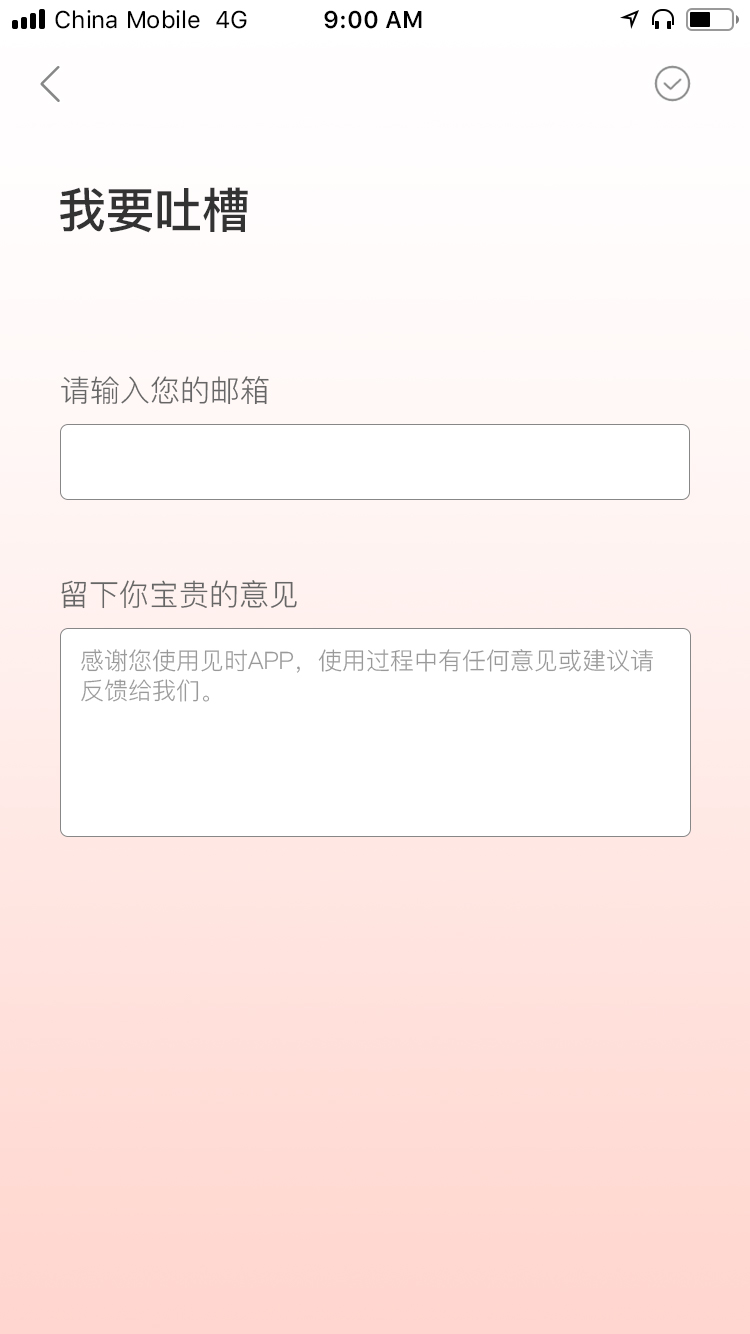 China Mobile 4G 9:00 AM
我要吐槽
请输入您的邮箱
留下你宝贵的意见
感谢您使用见时APP，使用过程中有任何意见或建议请
反馈给我们。